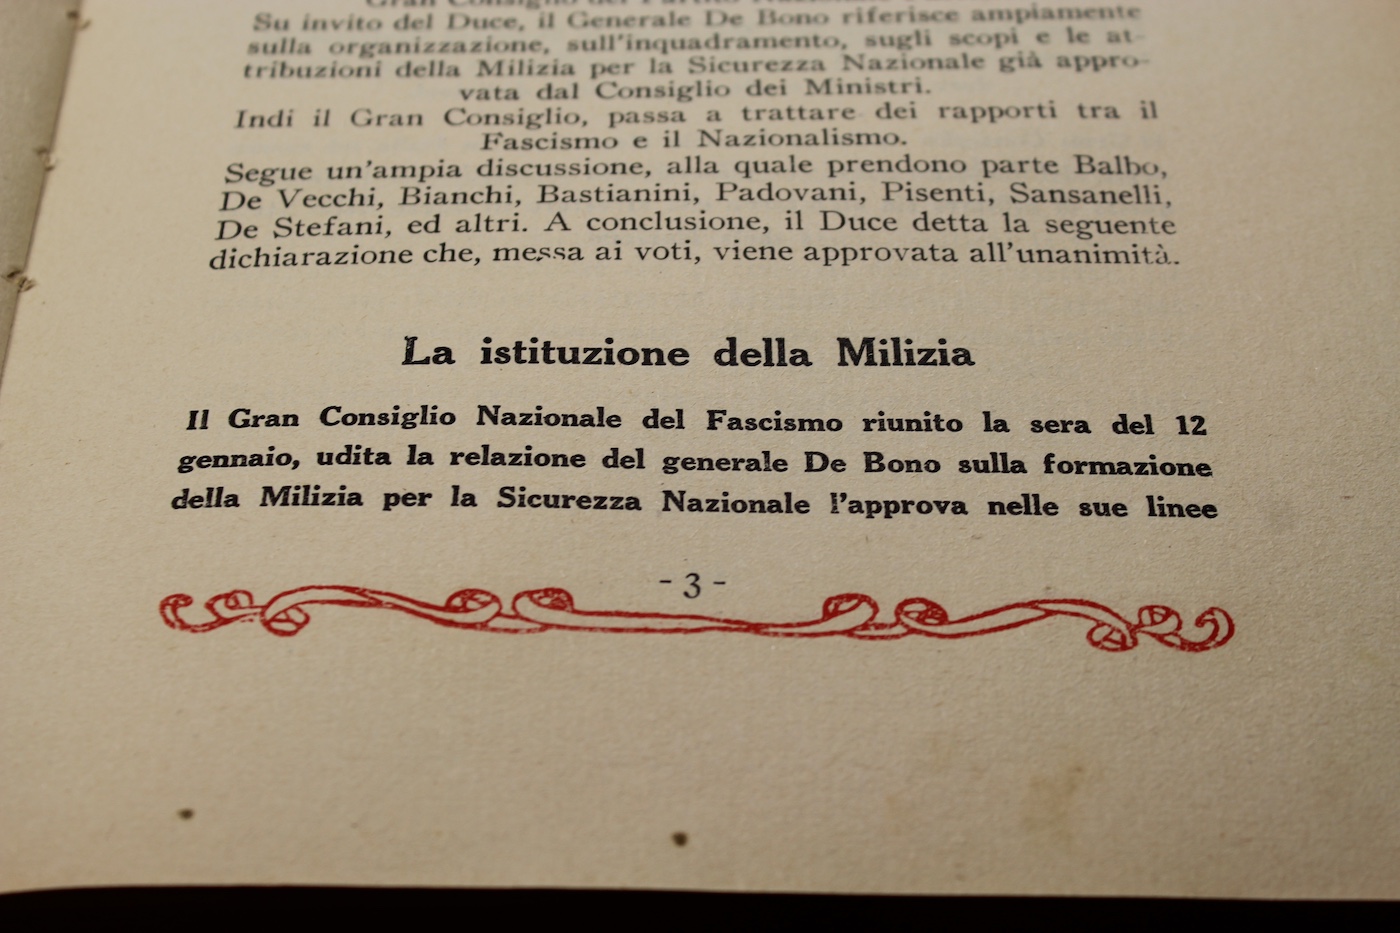 Gran Consiglio del Partito Nazionale
Su invito del Duce, il Generale De Bono riferisce ampiamente
sulla organizzazione, sull'inquadramento, sugli scopi e le at-
tribuzioni della Milizia per la Sicurezza Nazionale già appro-
vata dal Consiglio dei Ministri.
Indi il Gran Consiglio, passa a trattare dei rapporti tra il
Fascismo e il Nazionalismo.
Segue un'ampia discussione, alla quale prendono parte Balbo,
De Vecchi, Bianchi, Bastianini, Padovani, Pisenti, Sansanelli,
De Stefani, ed altri. A conclusione, il Duce detta la seguente
dichiarazione che, messa ai voti, viene approvata all'unanimità.
La istituzione della Milizia
Il Gran Consiglio Nazionale del Fascismo riunito la sera del 12
gennaio, udita la relazione del generale De Bono sulla formazione
della Milizia per la Sicurezza Nazionale l'approva nelle sue linee
- 3 -